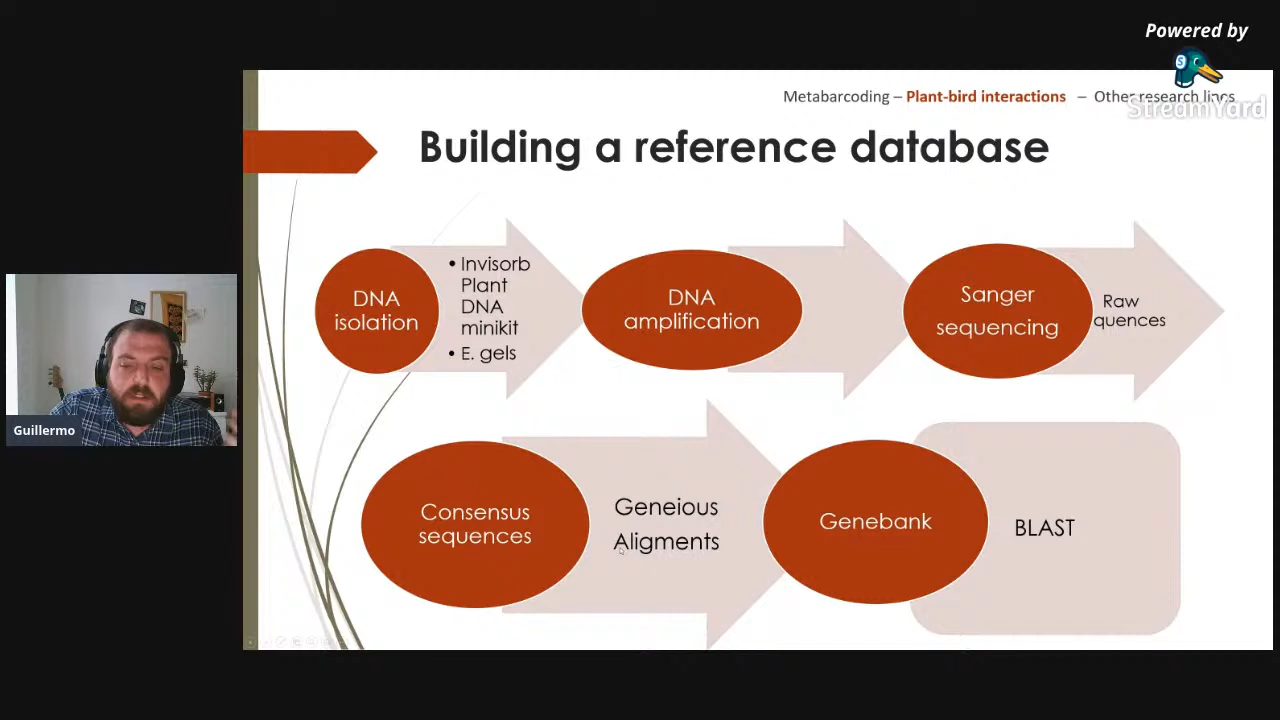 Powered by
StreamYard
Metabarcoding – Plant-bird interactions – Other research lines
Building a reference database
DNA
isolation
• Invisorb
Plant
DNA
minikit
• E. gels
DNA
amplification
Sanger
sequencing
Raw
quences
Guillermo
Consensus
sequences
Geneious
Aligments
Genebank
BLAST